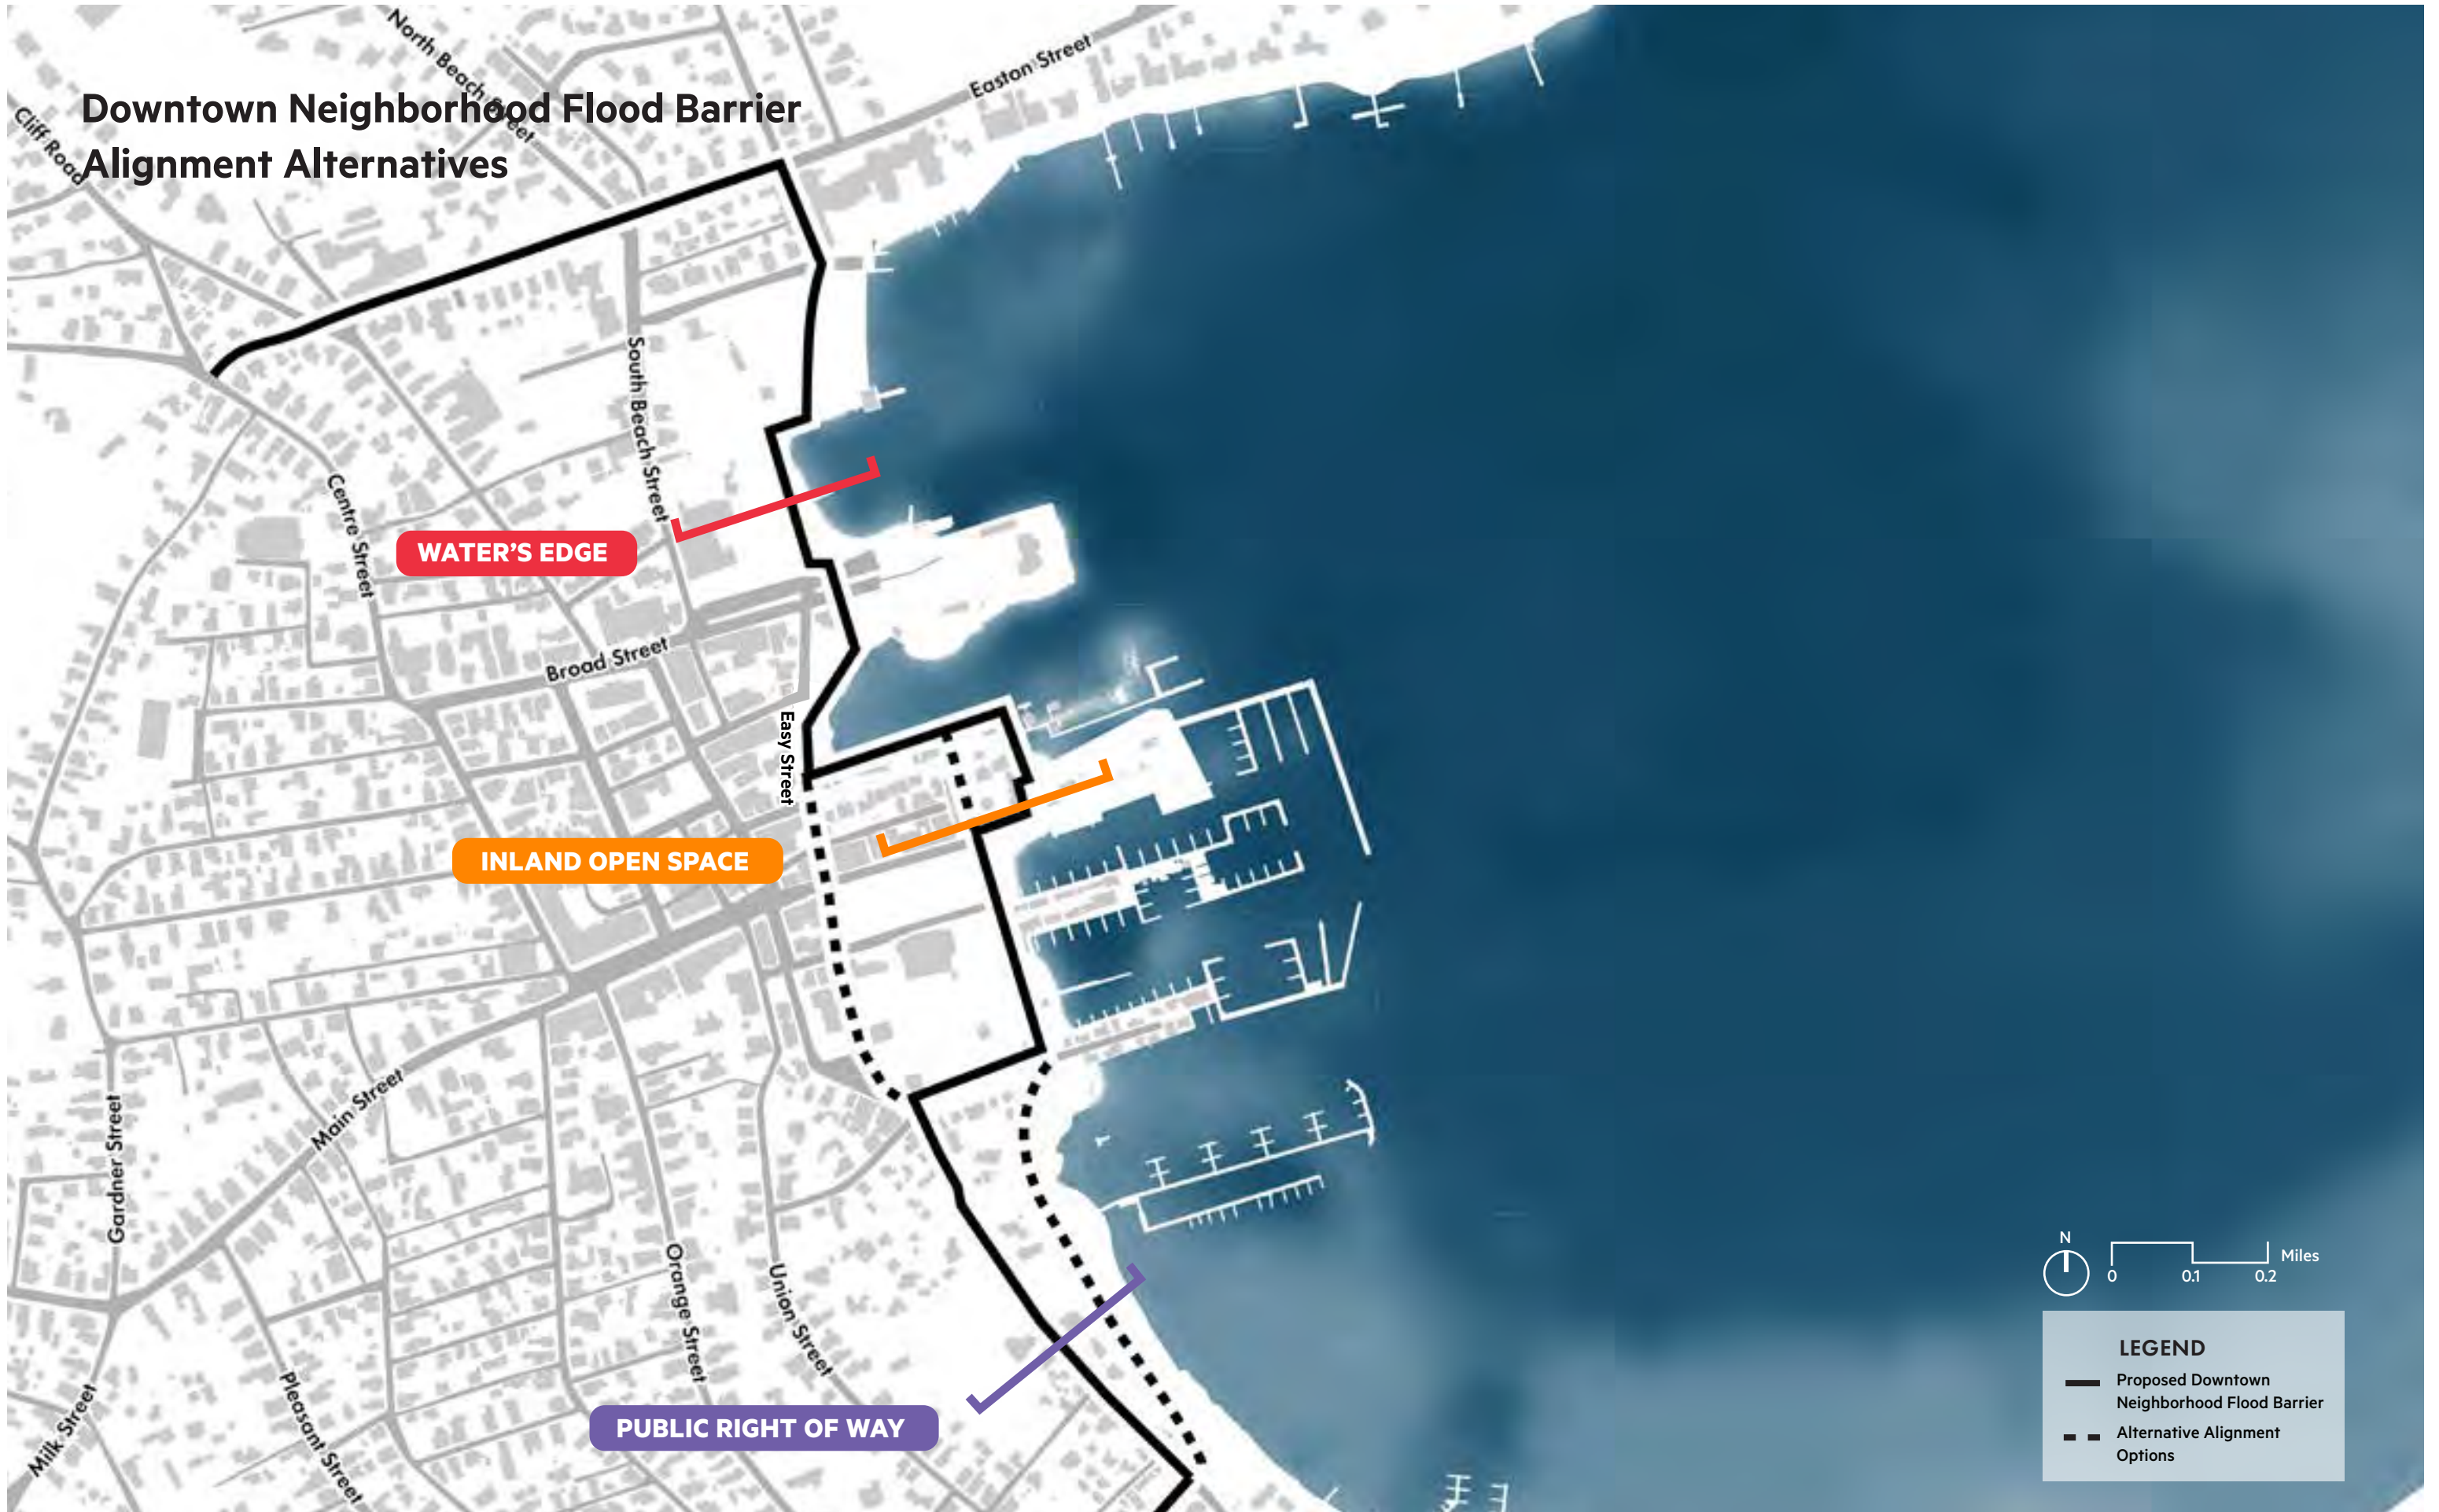 Downtown Neighborhood Flood Barrier
Alignment Alternatives
North Beach Street
Easton Street
Cliff Road
South Beach Street
Centre Street
WATER'S EDGE
Broad Street
Easy Street
INLAND OPEN SPACE
Main Street
Gardner Street
Orange Street
Union Street
Pleasant Street
Milk Street
PUBLIC RIGHT OF WAY
N
0
0.1
0.2
Miles
LEGEND
Proposed Downtown
Neighborhood Flood Barrier
Alternative Alignment
Options